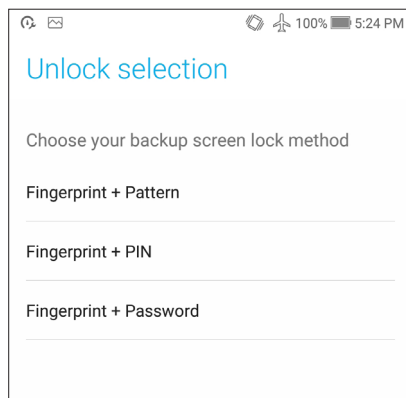 100% 5:24 PM
Unlock selection
Choose your backup screen lock method
Fingerprint + Pattern
Fingerprint + PIN
Fingerprint + Password